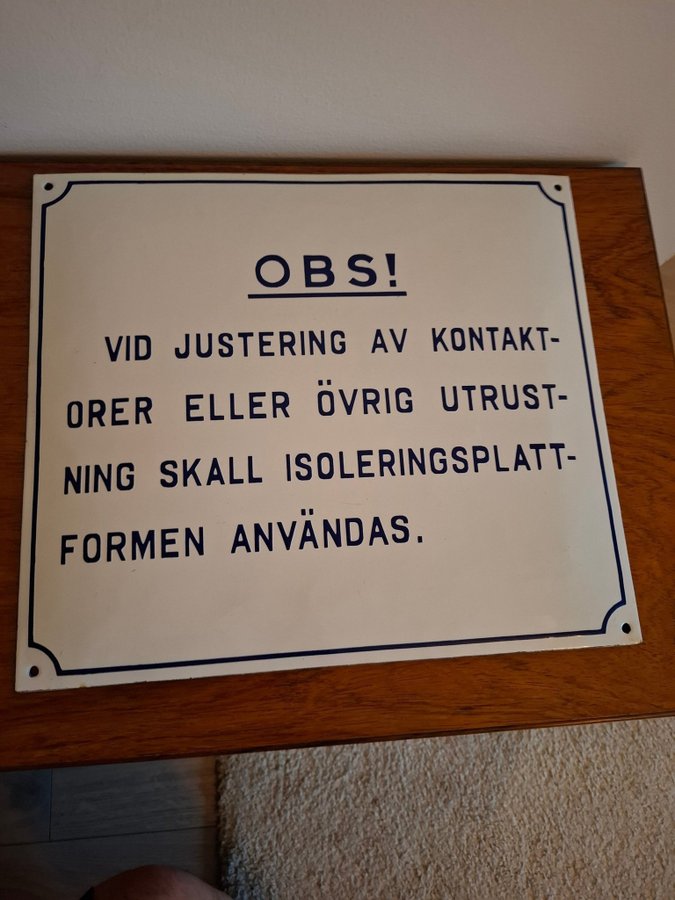 OBS!
VID JUSTERING AV KONTAKT-
ORER ELLER ÖVRIG UTRUST-
NING SKALL ISOLERINGSPLATT-
FORMEN ANVÄNDAS.